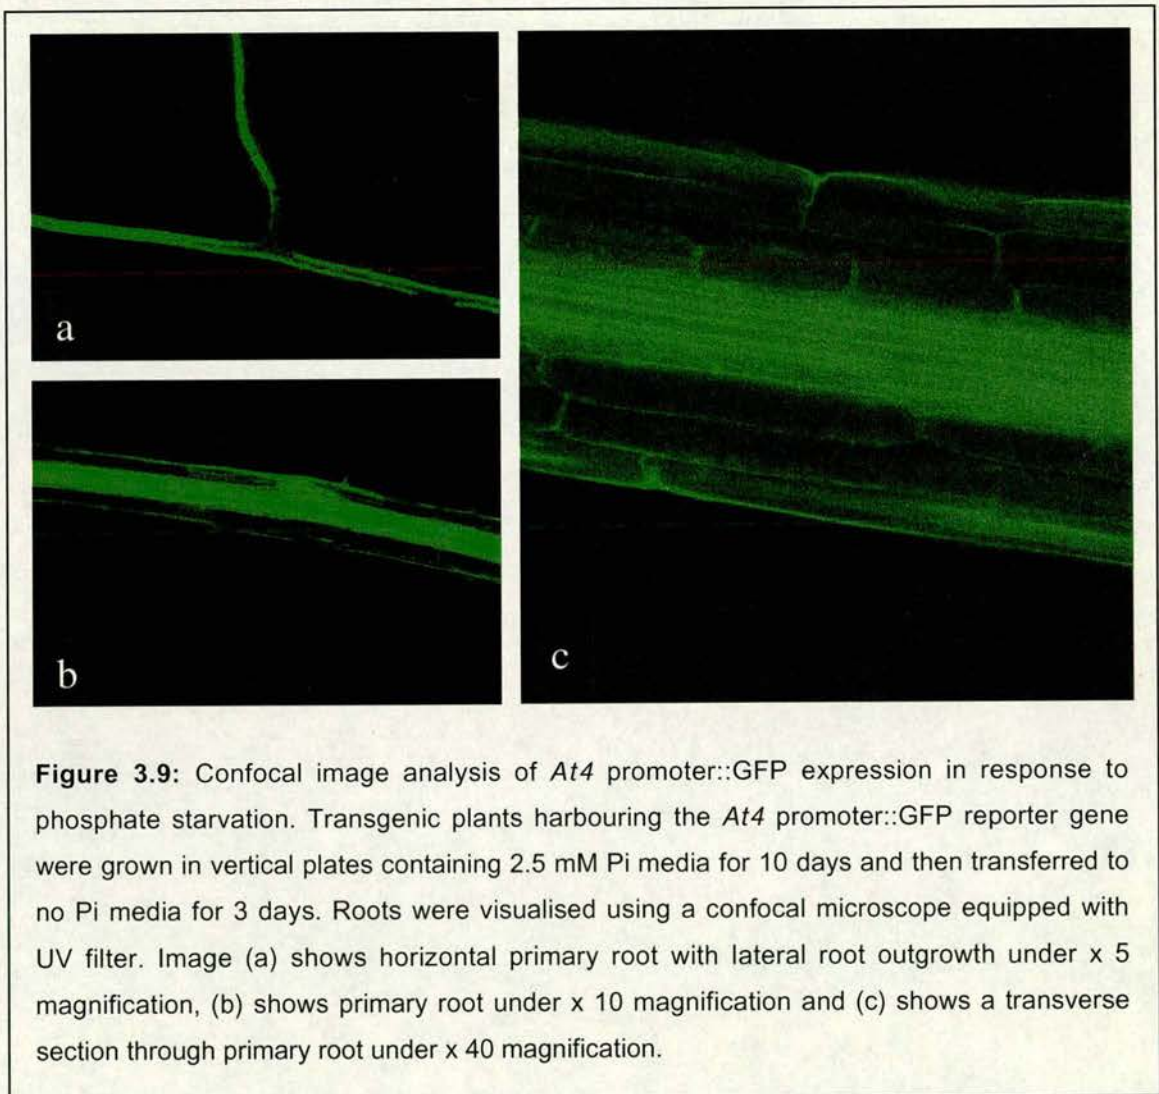 a
b
c
Figure 3.9: Confocal image analysis of At4 promoter::GFP expression in response to
phosphate starvation. Transgenic plants harbouring the At4 promoter::GFP reporter gene
were grown in vertical plates containing 2.5 mM Pi media for 10 days and then transferred to
no Pi media for 3 days. Roots were visualised using a confocal microscope equipped with
UV filter. Image (a) shows horizontal primary root with lateral root outgrowth under x 5
magnification, (b) shows primary root under x 10 magnification and (c) shows a transverse
section through primary root under x 40 magnification.